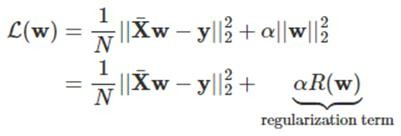 𝓛(𝐰) = 1/N ||X̄𝐰 − 𝐲||₂² + α||𝐰||₂²
= 1/N ||X̄𝐰 − 𝐲||₂² + αR(𝐰)
regularization term